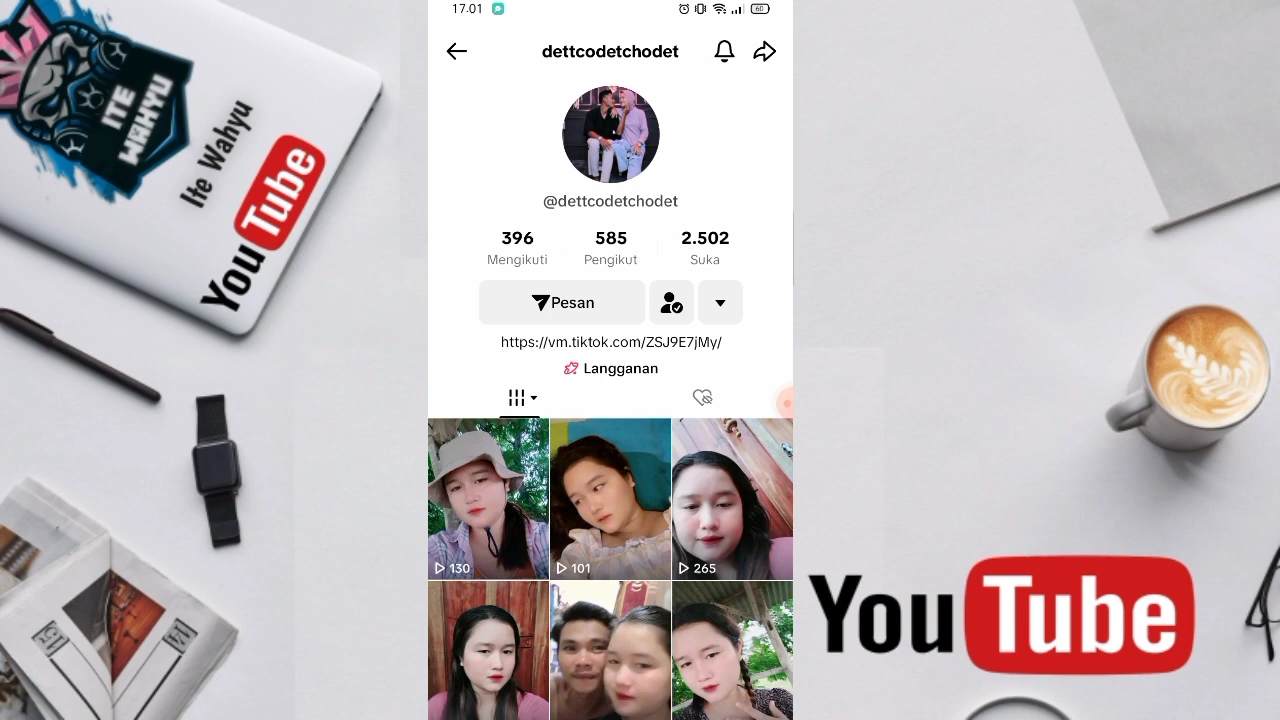 ITE
WAHYU
Ite Wahyu
YouTube
17.01
60
dettcodetchodet
@dettcodetchodet
396
585
2.502
Mengikuti
Pengikut
Suka
Pesan
https://vm.tiktok.com/ZSJ9E7jMy/
Langganan
130
101
265
YouTube